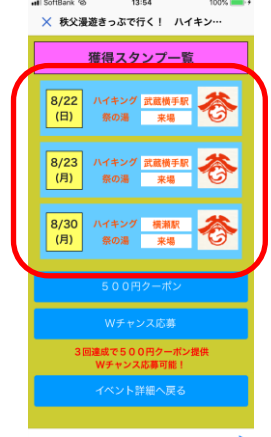 SoftBank
13:54
100%
× 秩父漫遊きっぷで行く！ ハイキン…
獲得スタンプ一覧
8/22
(日)
ハイキング 武蔵横手駅
祭の湯 来場
ち
8/23
(月)
ハイキング 武蔵横手駅
祭の湯 来場
ち
8/30
(月)
ハイキング 横瀬駅
祭の湯 来場
ち
５００円クーポン
Wチャンス応募
３回達成で５００円クーポン提供
Wチャンス応募可能！
イベント詳細へ戻る